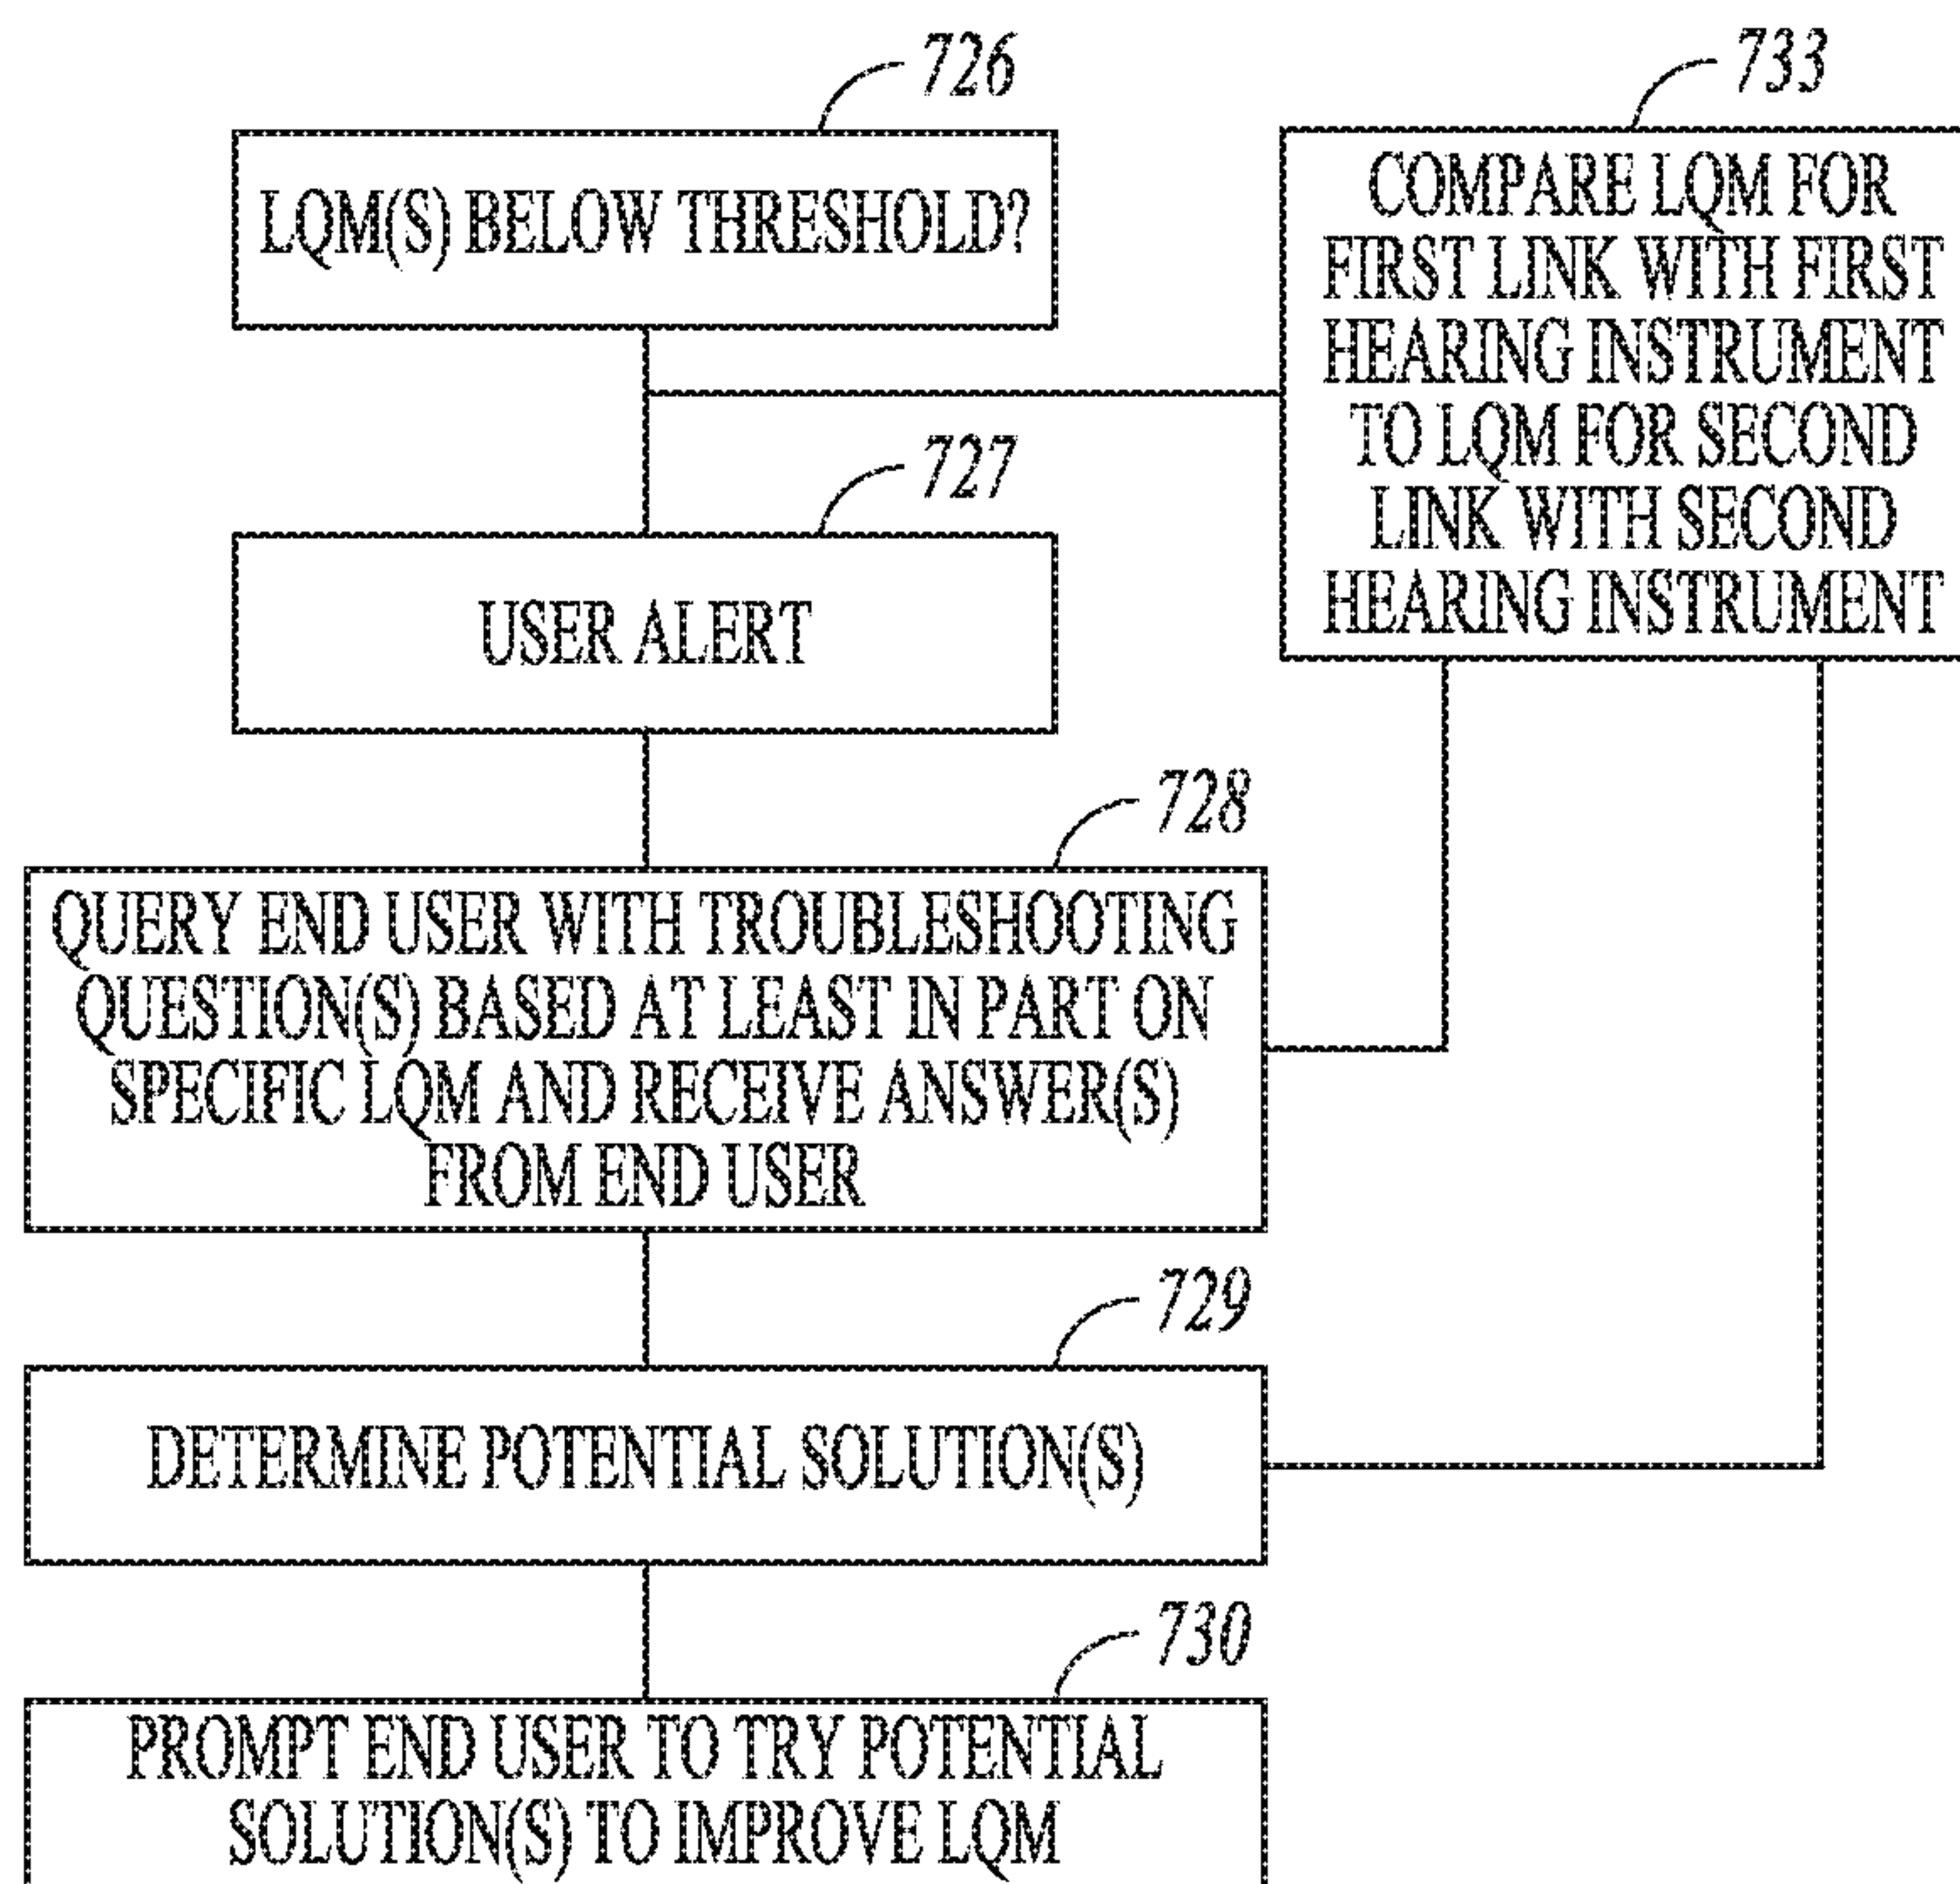 726
LQM(S) BELOW THRESHOLD?
733
COMPARE LQM FOR
FIRST LINK WITH FIRST
HEARING INSTRUMENT
TO LQM FOR SECOND
LINK WITH SECOND
HEARING INSTRUMENT
727
USER ALERT
728
QUERY END USER WITH TROUBLESHOOTING
QUESTION(S) BASED AT LEAST IN PART ON
SPECIFIC LQM AND RECEIVE ANSWER(S)
FROM END USER
729
DETERMINE POTENTIAL SOLUTION(S)
730
PROMPT END USER TO TRY POTENTIAL
SOLUTION(S) TO IMPROVE LQM